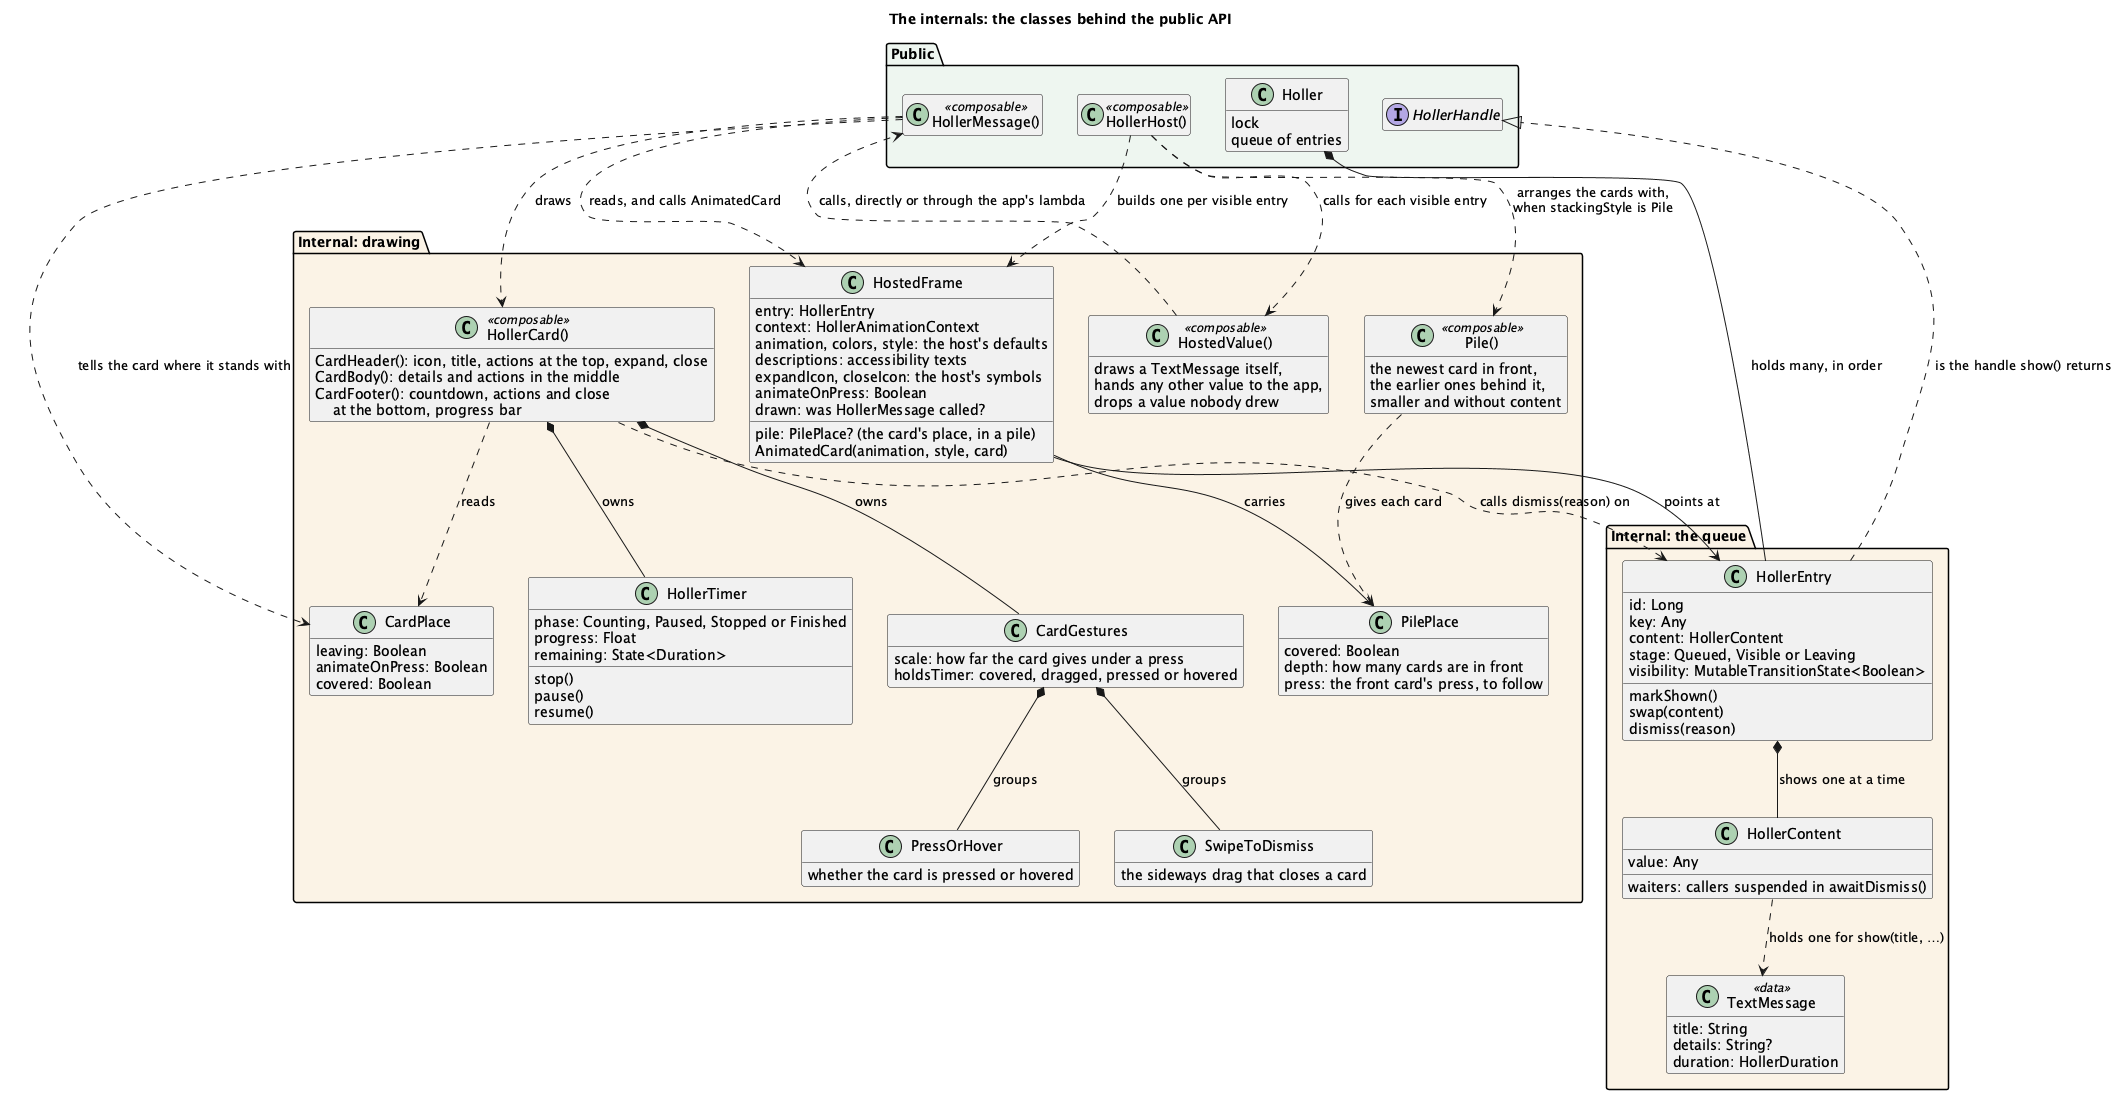 The internals: the classes behind the public API
Public
«composable»
HollerMessage()
«composable»
HollerHost()
Holler
lock
queue of entries
HollerHandle
draws
reads, and calls AnimatedCard
calls, directly or through the app's lambda
builds one per visible entry
calls for each visible entry
arranges the cards with,
when stackingStyle is Pile
tells the card where it stands with
holds many, in order
is the handle show() returns
Internal: drawing
«composable»
HollerCard()
CardHeader(): icon, title, actions at the top, expand, close
CardBody(): details and actions in the middle
CardFooter(): countdown, actions and close
at the bottom, progress bar
HostedFrame
entry: HollerEntry
context: HollerAnimationContext
animation, colors, style: the host's defaults
descriptions: accessibility texts
expandIcon, closeIcon: the host's symbols
animateOnPress: Boolean
drawn: was HollerMessage called?
pile: PilePlace? (the card's place, in a pile)
AnimatedCard(animation, style, card)
«composable»
HostedValue()
draws a TextMessage itself,
hands any other value to the app,
drops a value nobody drew
«composable»
Pile()
the newest card in front,
the earlier ones behind it,
smaller and without content
reads
owns
owns
carries
gives each card
calls dismiss(reason) on
points at
CardPlace
leaving: Boolean
animateOnPress: Boolean
covered: Boolean
HollerTimer
phase: Counting, Paused, Stopped or Finished
progress: Float
remaining: State<Duration>
stop()
pause()
resume()
CardGestures
scale: how far the card gives under a press
holdsTimer: covered, dragged, pressed or hovered
PilePlace
covered: Boolean
depth: how many cards are in front
press: the front card's press, to follow
groups
groups
PressOrHover
whether the card is pressed or hovered
SwipeToDismiss
the sideways drag that closes a card
Internal: the queue
HollerEntry
id: Long
key: Any
content: HollerContent
stage: Queued, Visible or Leaving
visibility: MutableTransitionState<Boolean>
markShown()
swap(content)
dismiss(reason)
shows one at a time
HollerContent
value: Any
waiters: callers suspended in awaitDismiss()
holds one for show(title, ...)
«data»
TextMessage
title: String
details: String?
duration: HollerDuration